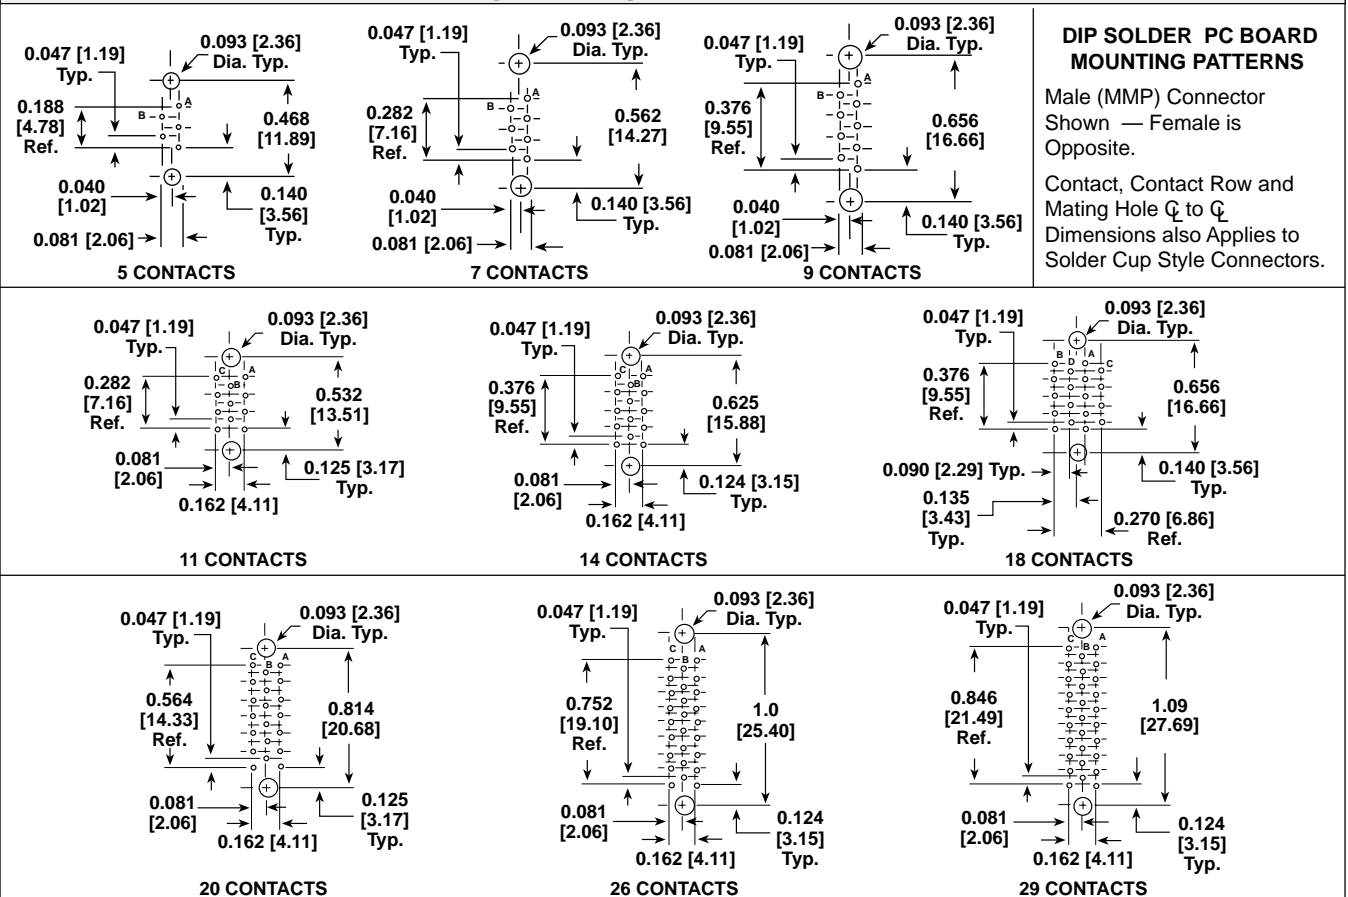 0.047 [1.19]
Typ.
0.093 [2.36]
Dia. Typ.
0.188
[4.78]
Ref.
A
B
0.468
[11.89]
0.040
[1.02]
0.140
[3.56]
Typ.
0.081 [2.06]
5 CONTACTS
0.047 [1.19]
Typ.
0.093 [2.36]
Dia. Typ.
0.282
[7.16]
Ref.
A
B
0.562
[14.27]
0.040
[1.02]
0.140 [3.56]
Typ.
0.081 [2.06]
7 CONTACTS
0.047 [1.19]
Typ.
0.093 [2.36]
Dia. Typ.
0.376
[9.55]
Ref.
A
B
0.656
[16.66]
0.040
[1.02]
0.140 [3.56]
Typ.
0.081 [2.06]
9 CONTACTS
DIP SOLDER PC BOARD
MOUNTING PATTERNS
Male (MMP) Connector
Shown — Female is
Opposite.
Contact, Contact Row and
Mating Hole ℄ to ℄
Dimensions also Applies to
Solder Cup Style Connectors.
0.047 [1.19]
Typ.
0.093 [2.36]
Dia. Typ.
0.282
[7.16]
Ref.
C
B
A
0.532
[13.51]
0.081
[2.06]
0.125 [3.17]
Typ.
0.162 [4.11]
11 CONTACTS
0.047 [1.19]
Typ.
0.093 [2.36]
Dia. Typ.
0.376
[9.55]
Ref.
C
B
A
0.625
[15.88]
0.081
[2.06]
0.124 [3.15]
Typ.
0.162 [4.11]
14 CONTACTS
0.047 [1.19]
Typ.
0.093 [2.36]
Dia. Typ.
0.376
[9.55]
Ref.
B
D
A
C
0.656
[16.66]
0.090 [2.29] Typ.
0.140 [3.56]
Typ.
0.135
[3.43]
Typ.
0.270 [6.86]
Ref.
18 CONTACTS
0.047 [1.19]
Typ.
0.093 [2.36]
Dia. Typ.
C
B
A
0.564
[14.33]
Ref.
0.814
[20.68]
0.081
[2.06]
0.125
[3.17]
Typ.
0.162 [4.11]
20 CONTACTS
0.047 [1.19]
Typ.
0.093 [2.36]
Dia. Typ.
C
B
A
0.752
[19.10]
Ref.
1.0
[25.40]
0.081
[2.06]
0.124
[3.15]
Typ.
0.162 [4.11]
26 CONTACTS
0.047 [1.19]
Typ.
0.093 [2.36]
Dia. Typ.
C
B
A
0.846
[21.49]
Ref.
1.09
[27.69]
0.081
[2.06]
0.124
[3.15]
Typ.
0.162 [4.11]
29 CONTACTS